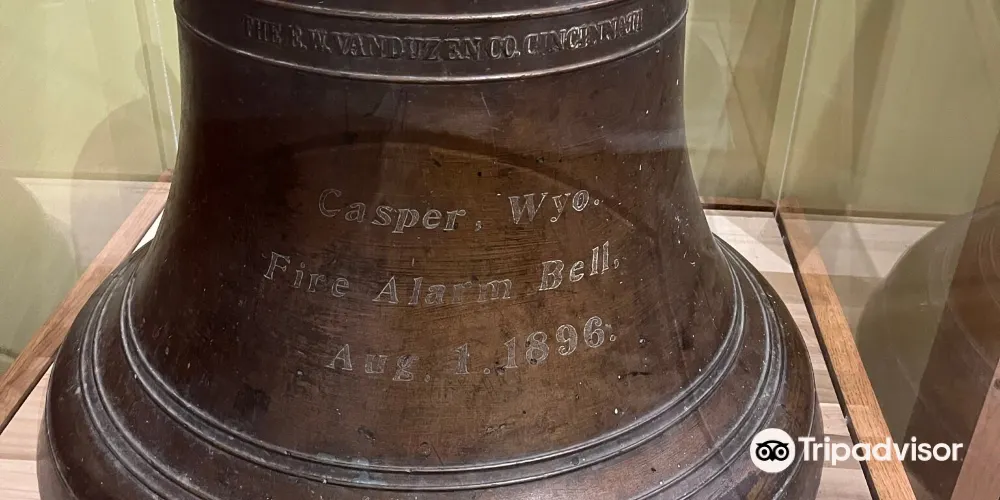 THE E.W. VANDUZEN CO. CINCINNATI
Casper, Wyo.
Fire Alarm Bell,
Aug. 1. 1896.
Tripadvisor